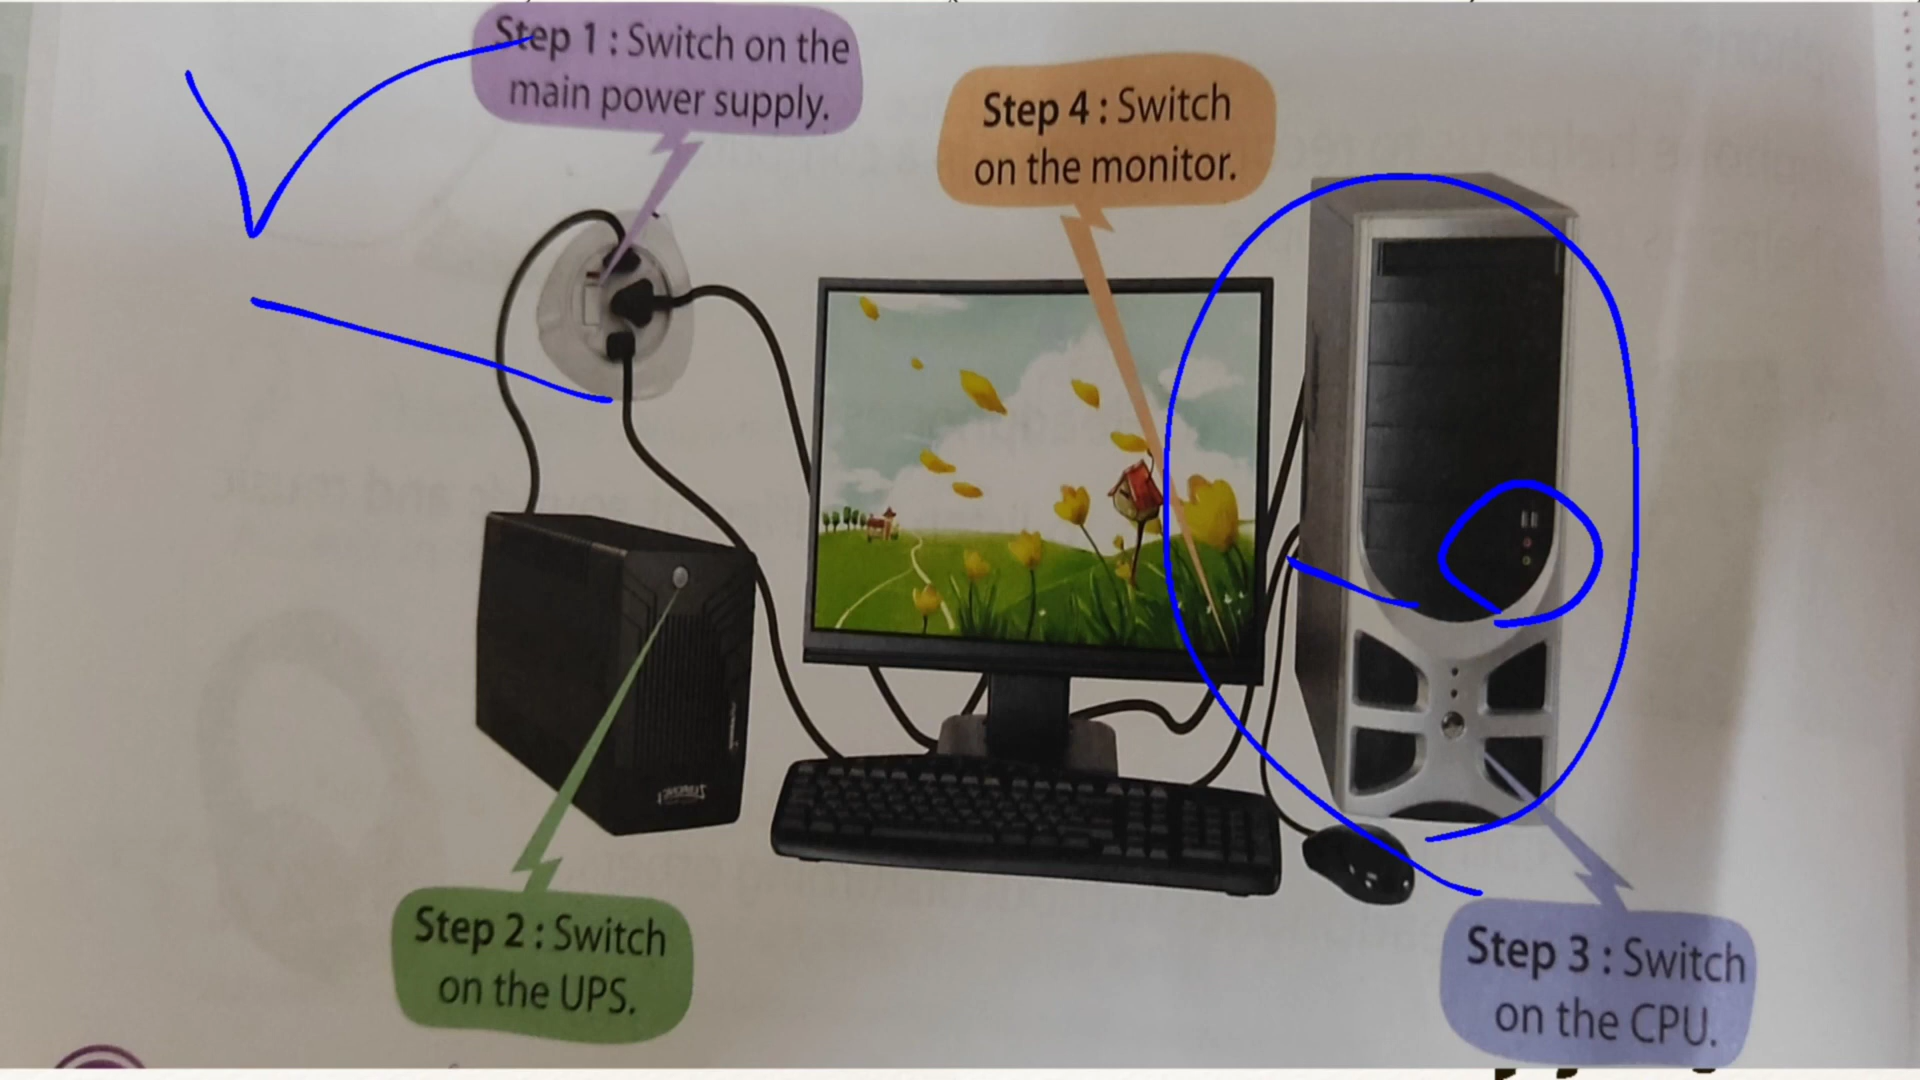 Step 1 : Switch on the
main power supply.
Step 4 : Switch
on the monitor.
Step 2 : Switch
on the UPS.
Step 3 : Switch
on the CPU.